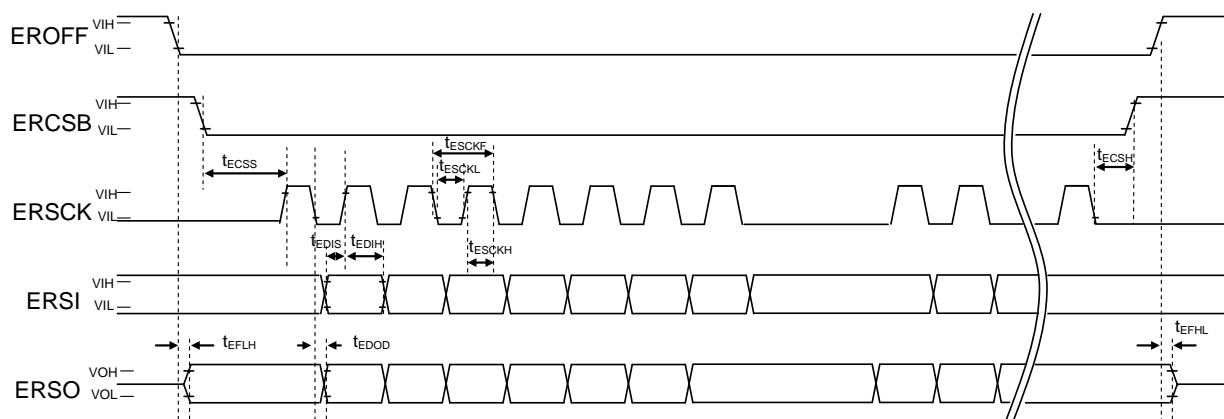 VIH
EROFF
VIL
VIH
ERCSB
VIL
tESCKF
tECSS
tESCKL
tECSH
VIH
ERSCK
VIL
tEDIS
tEDIH
tESCKH
VIH
ERSI
VIL
tEFLH
tEDOD
tEFHL
VOH
ERSO
VOL